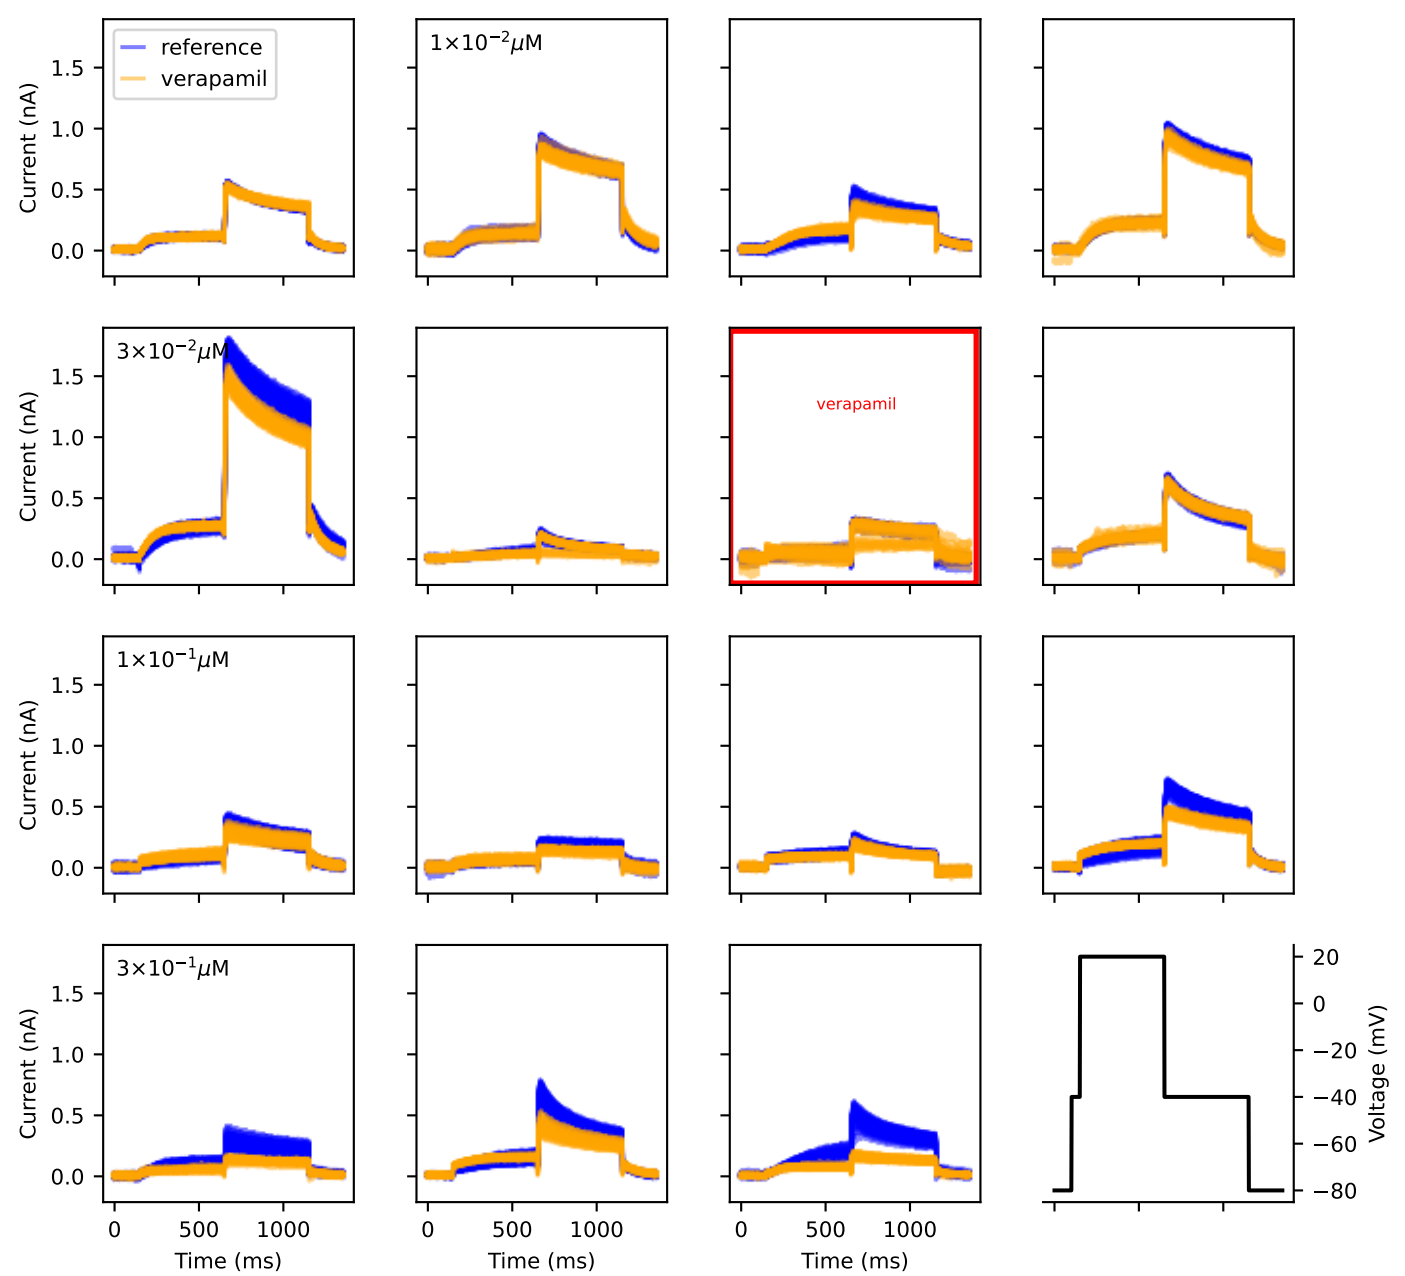 reference
verapamil
1×10⁻²μM
Current (nA)
1.5
1.0
0.5
0.0
3×10⁻²μM
verapamil
Current (nA)
1.5
1.0
0.5
0.0
1×10⁻¹μM
Current (nA)
1.5
1.0
0.5
0.0
3×10⁻¹μM
Current (nA)
1.5
1.0
0.5
0.0
20
0
−20
−40
−60
−80
Voltage (mV)
0 500 1000
0 500 1000
0 500 1000
Time (ms)
Time (ms)
Time (ms)